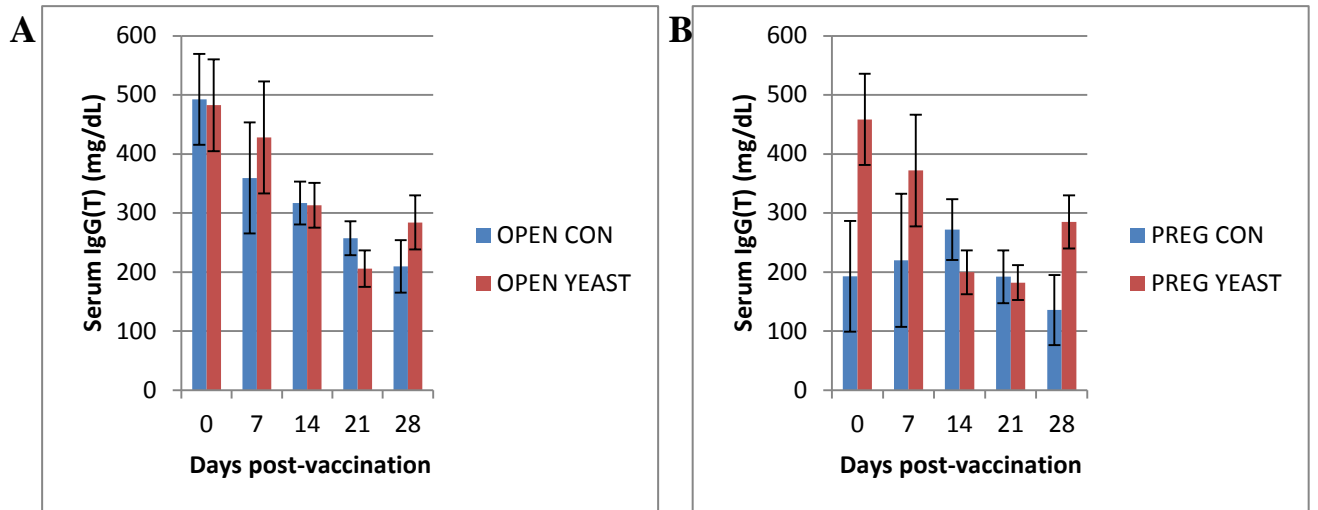 A
600
500
400
300
200
100
0
Serum IgG(T) (mg/dL)
0 7 14 21 28
Days post-vaccination
OPEN CON
OPEN YEAST
B
600
500
400
300
200
100
0
Serum IgG(T) (mg/dL)
0 7 14 21 28
Days post-vaccination
PREG CON
PREG YEAST